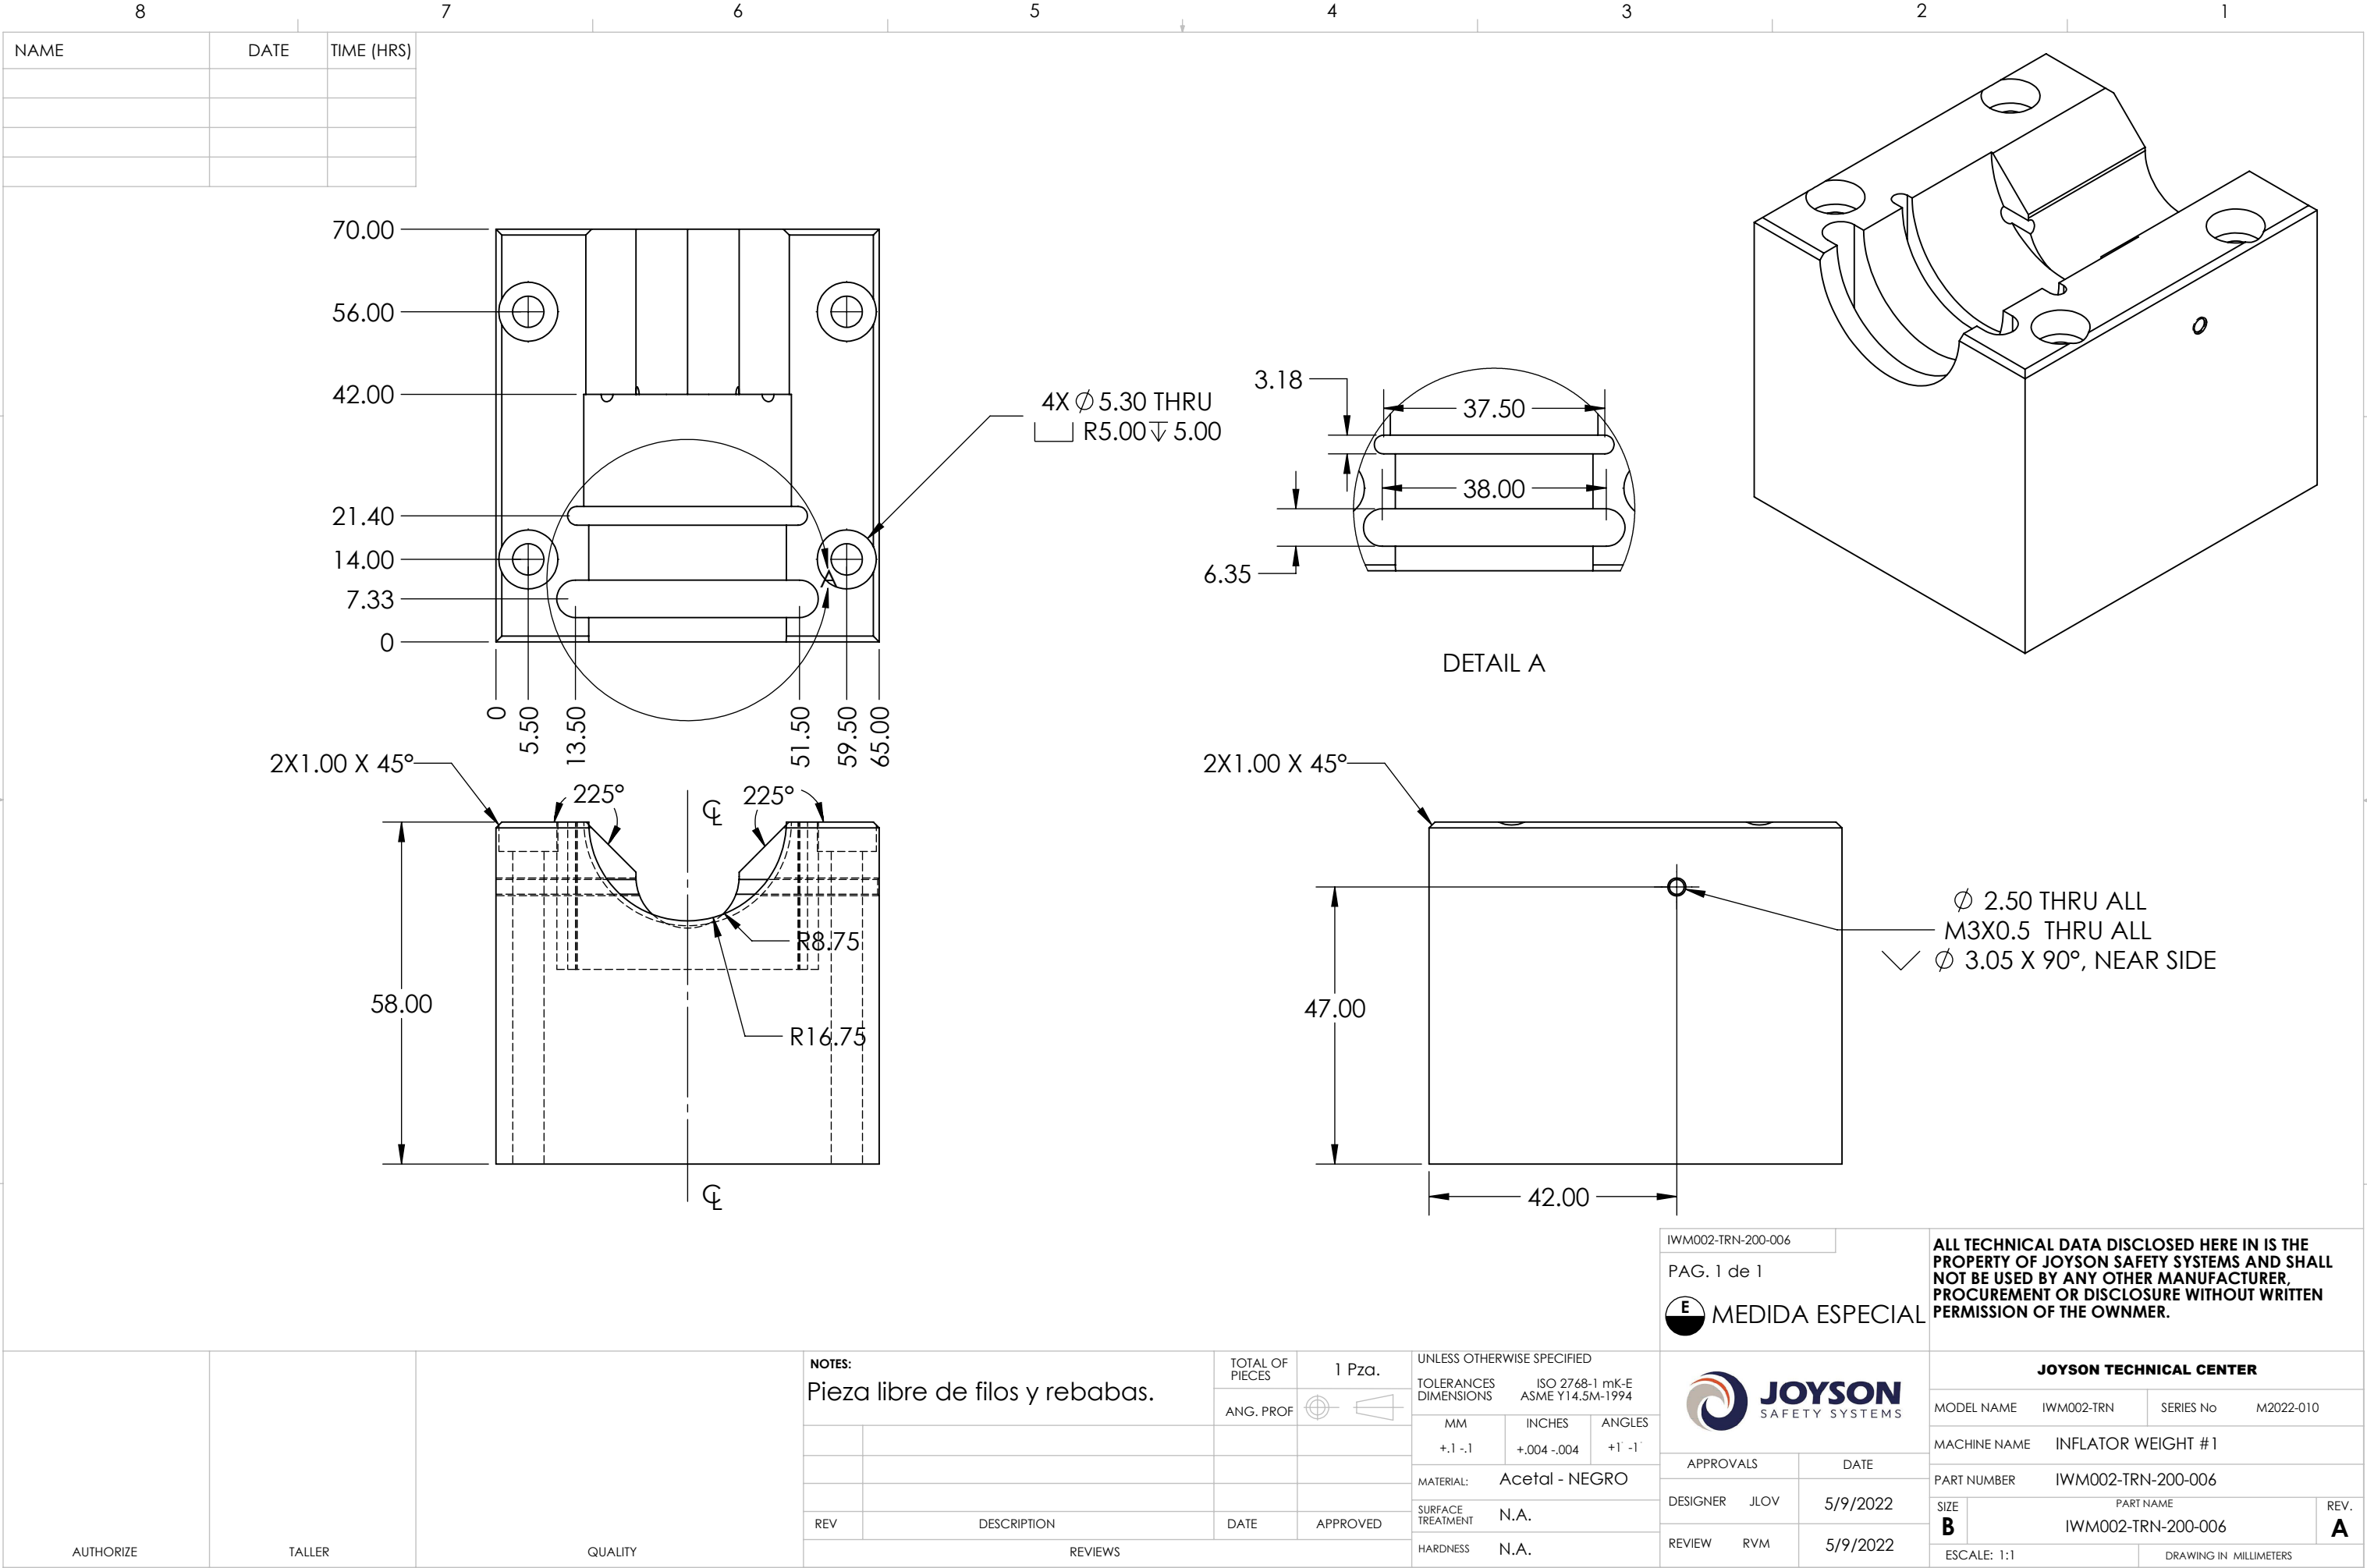 8 7 6 5 4 3 2 1
NAME DATE TIME (HRS)
70.00
56.00
42.00
21.40
14.00
7.33
0
0 5.50 13.50 51.50 59.50 65.00
A
4X Ø 5.30 THRU
⌴ R5.00 ↧ 5.00
3.18
37.50
38.00
6.35
DETAIL A
2X1.00 X 45°
225°
225°
℄
R8.75
R16.75
58.00
℄
2X1.00 X 45°
47.00
42.00
Ø 2.50 THRU ALL
M3X0.5 THRU ALL
⌵ Ø 3.05 X 90°, NEAR SIDE
IWM002-TRN-200-006
PAG. 1 de 1
E MEDIDA ESPECIAL
ALL TECHNICAL DATA DISCLOSED HERE IN IS THE
PROPERTY OF JOYSON SAFETY SYSTEMS AND SHALL
NOT BE USED BY ANY OTHER MANUFACTURER,
PROCUREMENT OR DISCLOSURE WITHOUT WRITTEN
PERMISSION OF THE OWNMER.
AUTHORIZE TALLER QUALITY
NOTES:
Pieza libre de filos y rebabas.
REV DESCRIPTION DATE APPROVED
REVIEWS
TOTAL OF
PIECES
1 Pza.
ANG. PROF
UNLESS OTHERWISE SPECIFIED
TOLERANCES ISO 2768-1 mK-E
DIMENSIONS ASME Y14.5M-1994
MM INCHES ANGLES
+.1 -.1 +.004 -.004 +1° -1°
MATERIAL: Acetal - NEGRO
SURFACE
TREATMENT
N.A.
HARDNESS N.A.
JOYSON
SAFETY SYSTEMS
APPROVALS DATE
DESIGNER JLOV 5/9/2022
REVIEW RVM 5/9/2022
JOYSON TECHNICAL CENTER
MODEL NAME IWM002-TRN SERIES No M2022-010
MACHINE NAME INFLATOR WEIGHT #1
PART NUMBER IWM002-TRN-200-006
SIZE PART NAME REV.
B IWM002-TRN-200-006 A
ESCALE: 1:1 DRAWING IN MILLIMETERS